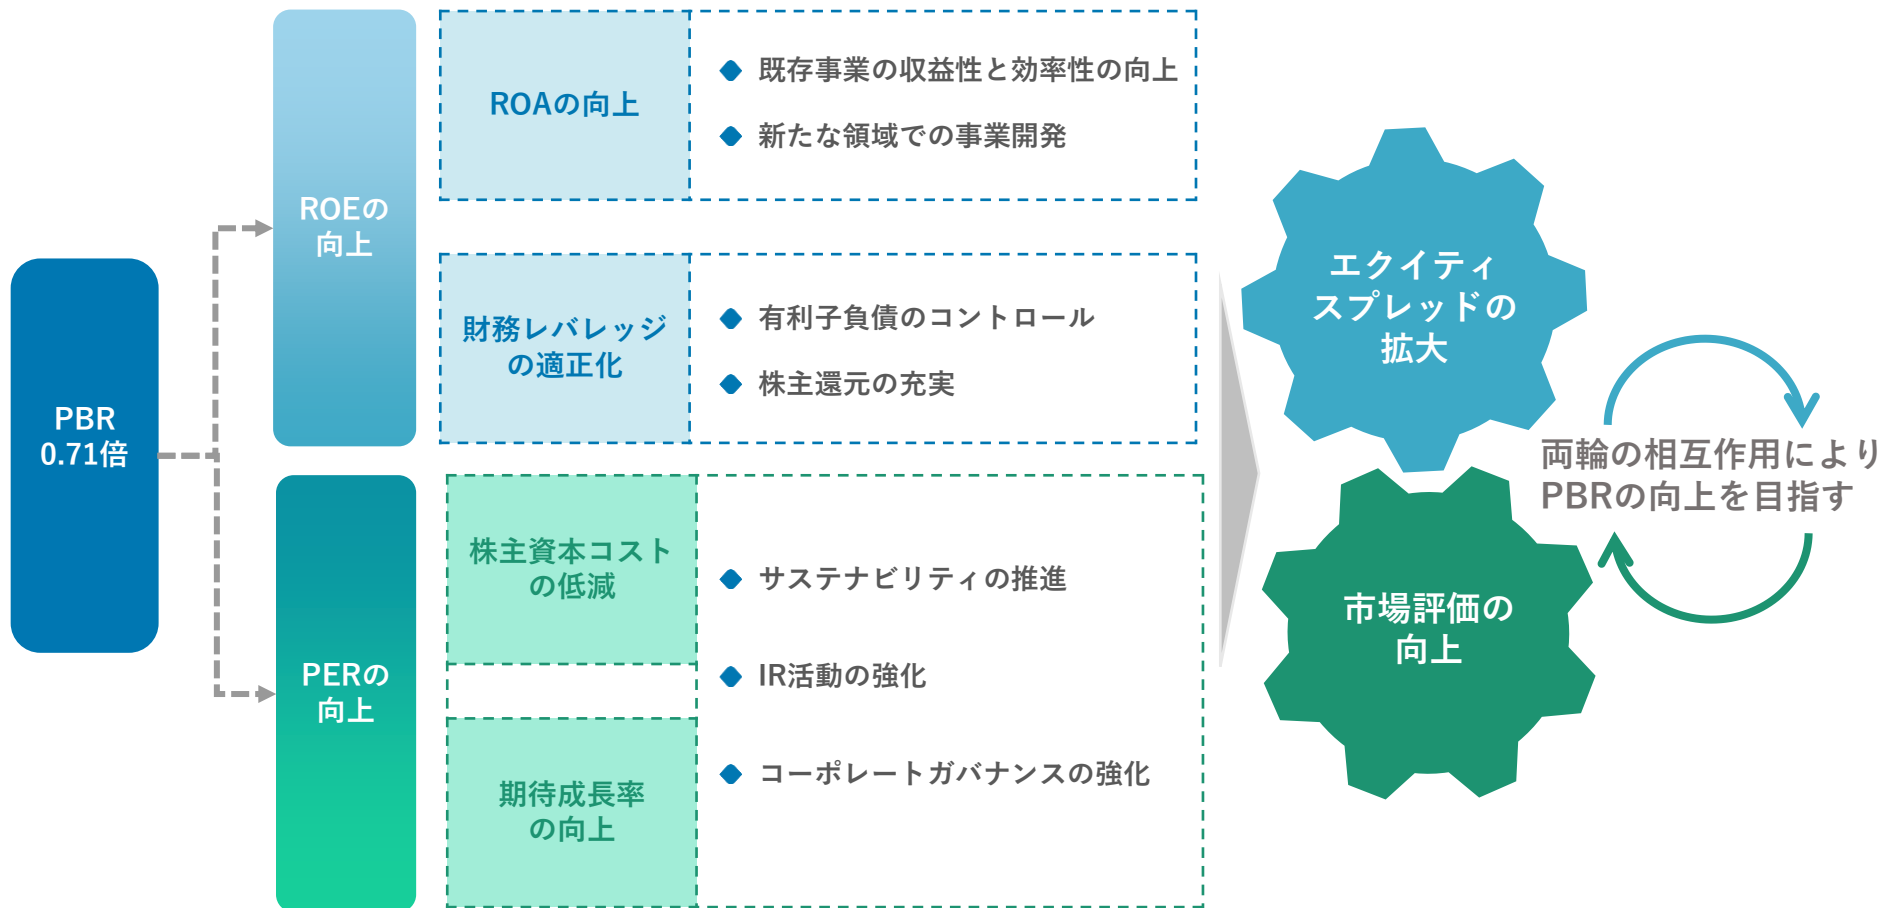 PBR
0.71倍
ROEの
向上
ROAの向上
既存事業の収益性と効率性の向上
新たな領域での事業開発
財務レバレッジ
の適正化
有利子負債のコントロール
株主還元の充実
PERの
向上
株主資本コスト
の低減
期待成長率
の向上
サステナビリティの推進
IR活動の強化
コーポレートガバナンスの強化
エクイティ
スプレッドの
拡大
市場評価の
向上
両輪の相互作用により
PBRの向上を目指す